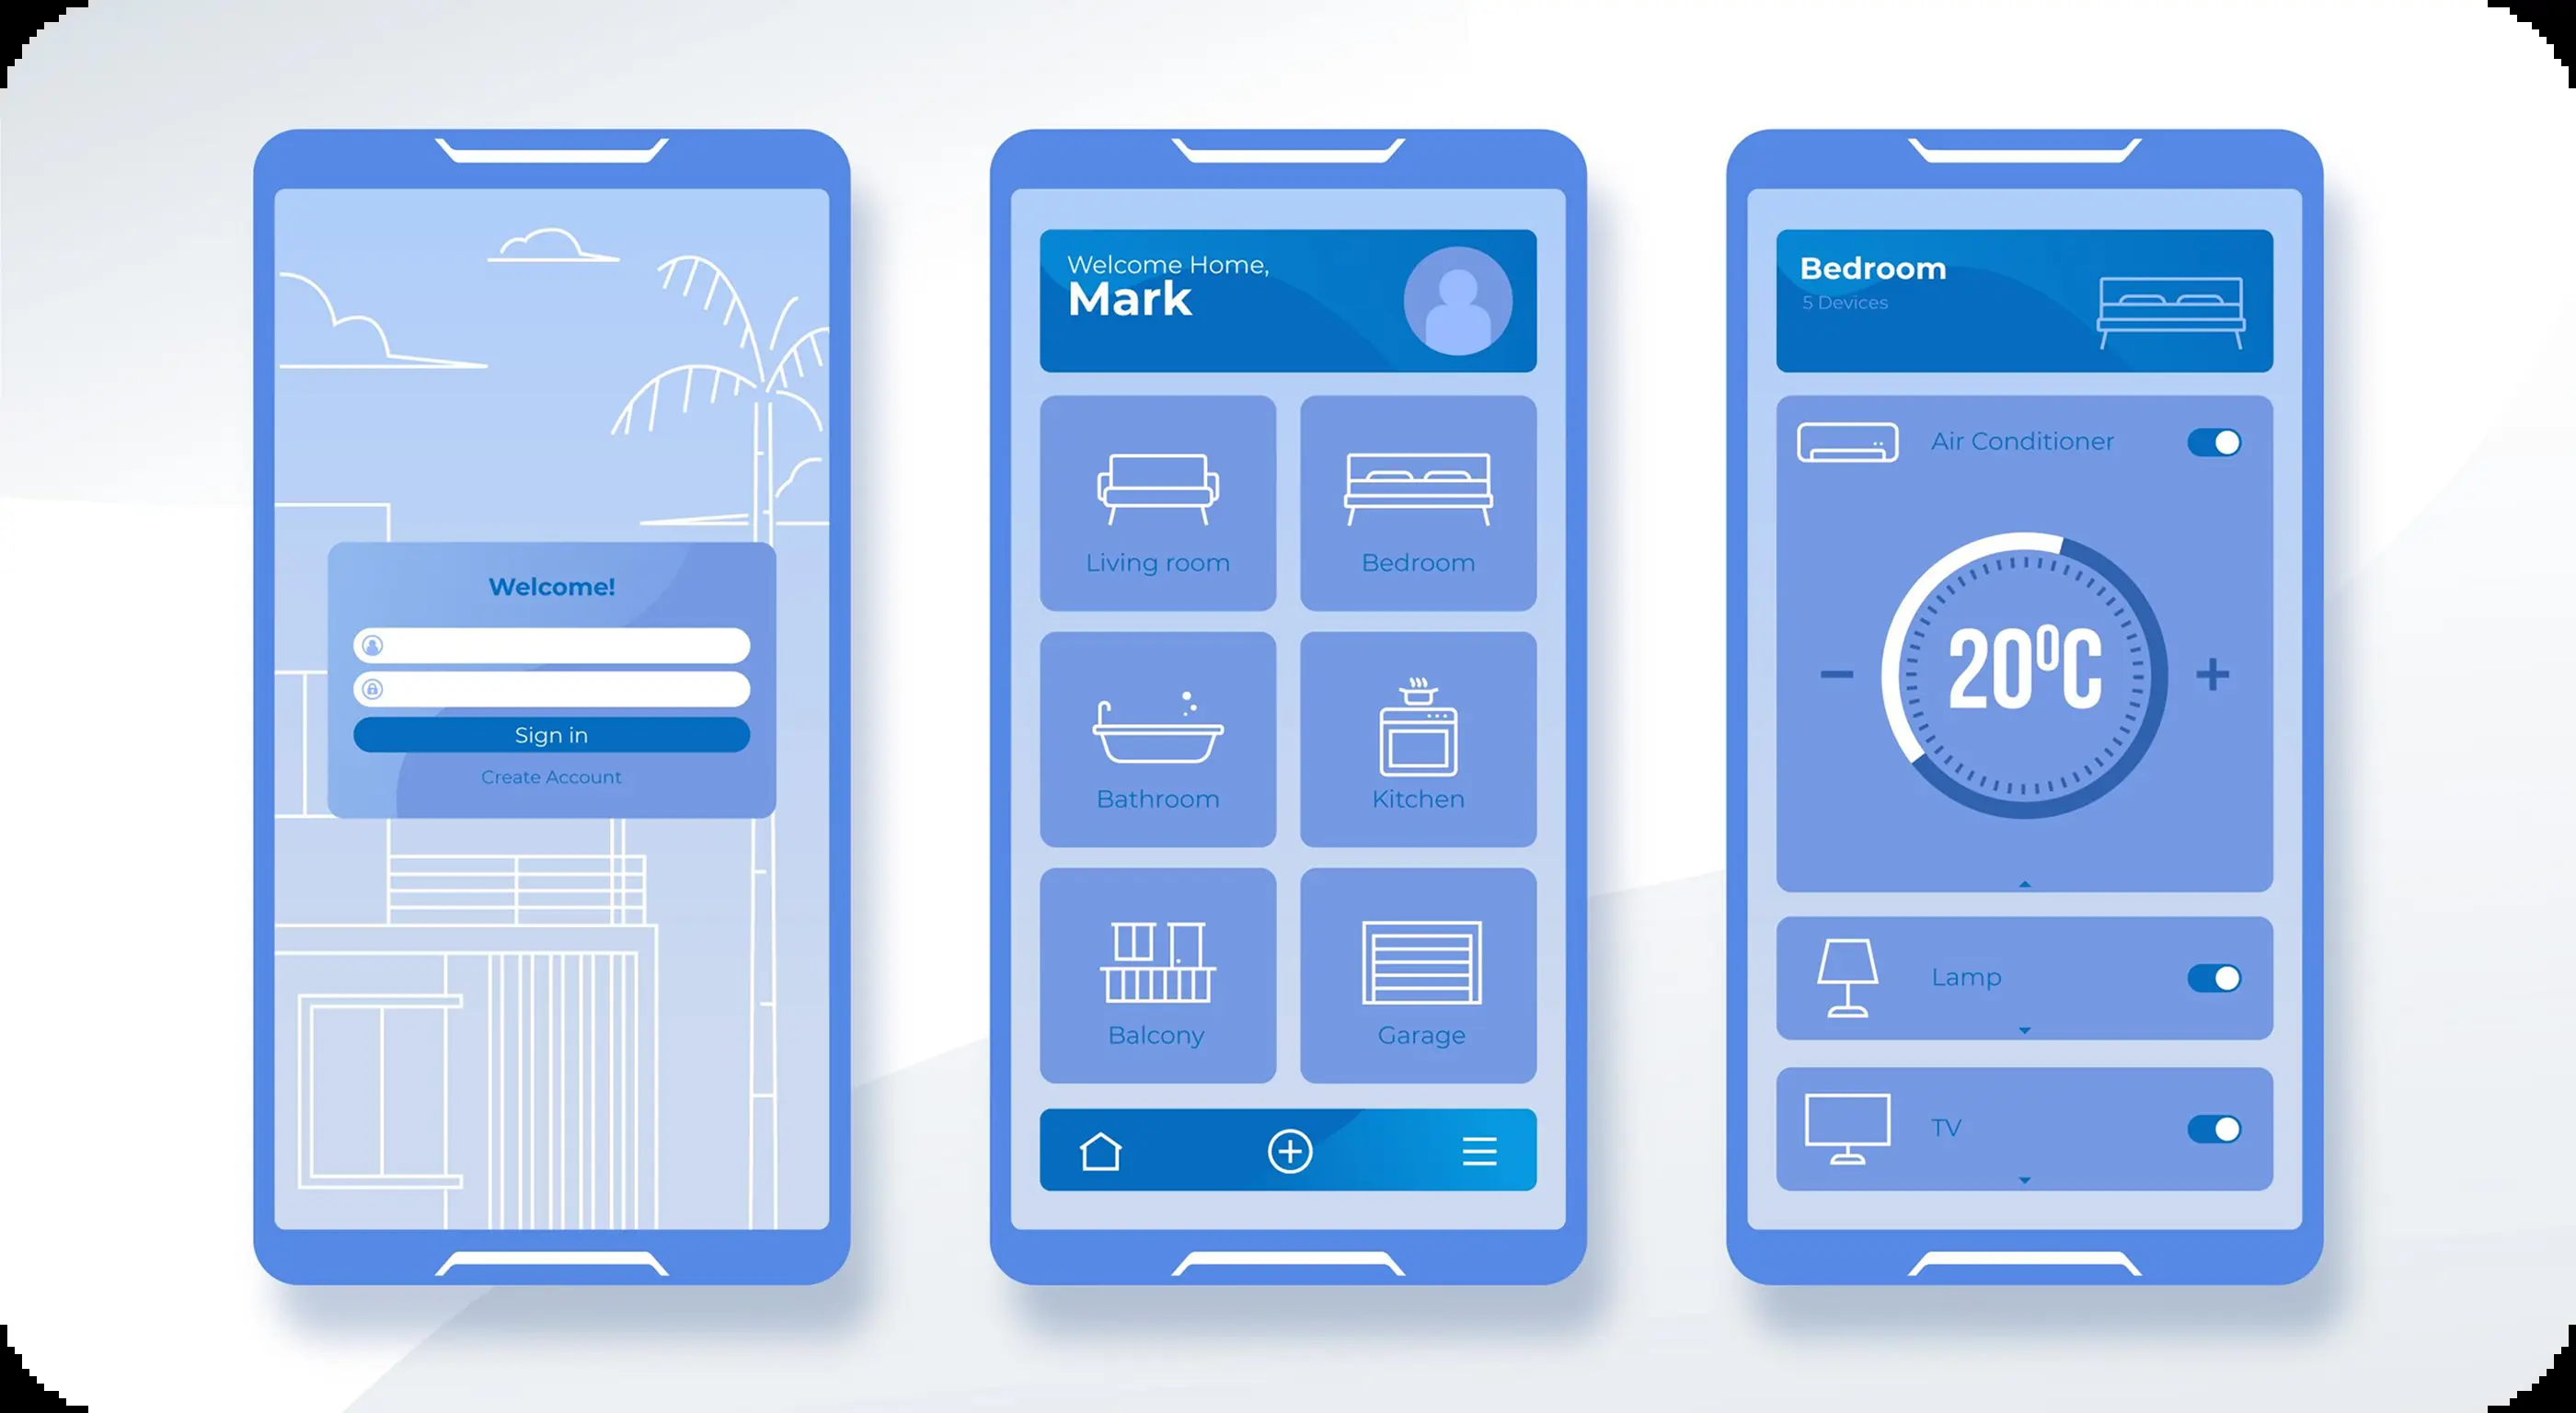 Welcome!
Sign in
Create Account
Welcome Home,
Mark
Living room
Bedroom
Bathroom
Kitchen
Balcony
Garage
Bedroom
5 Devices
Air Conditioner
20ºC
Lamp
TV